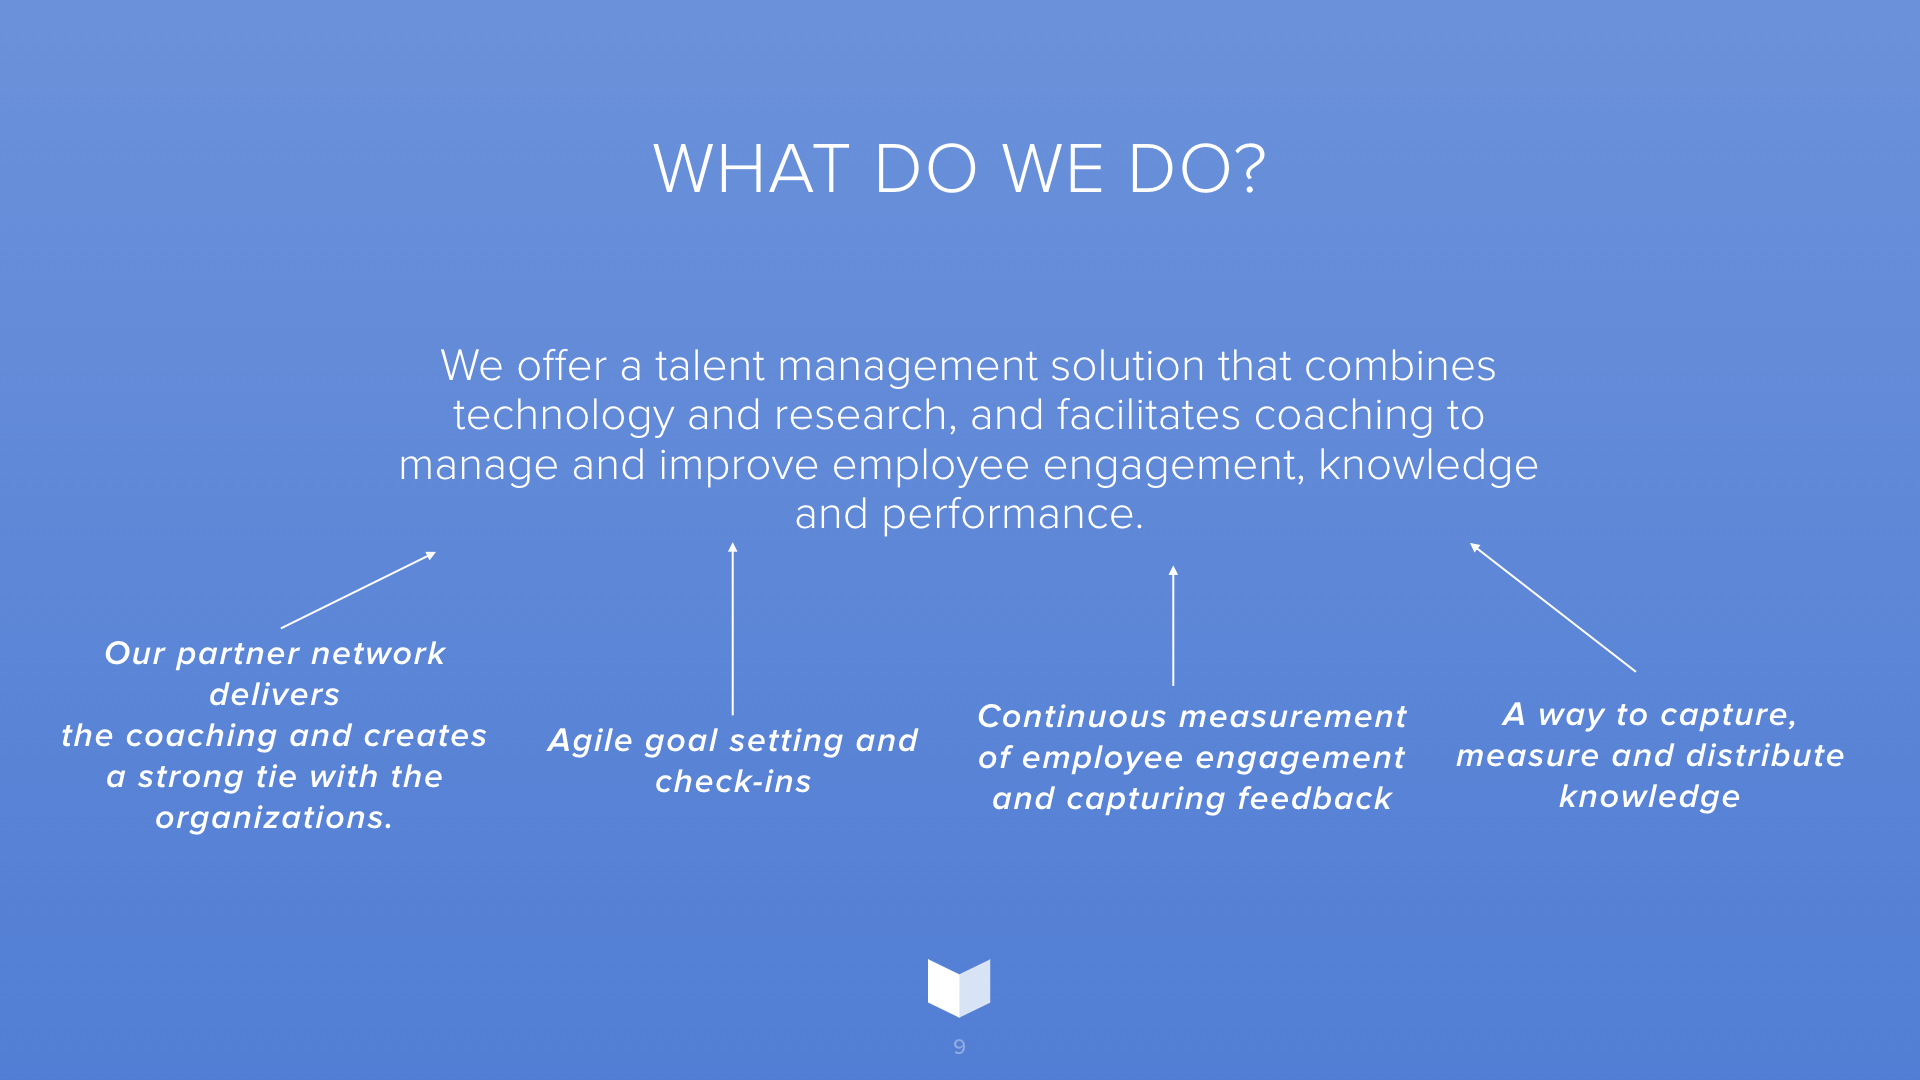 WHAT DO WE DO?
We offer a talent management solution that combines
technology and research, and facilitates coaching to
manage and improve employee engagement, knowledge
and performance.
Our partner network
delivers
the coaching and creates
a strong tie with the
organizations.
Agile goal setting and
check-ins
Continuous measurement
of employee engagement
and capturing feedback
A way to capture,
measure and distribute
knowledge
9